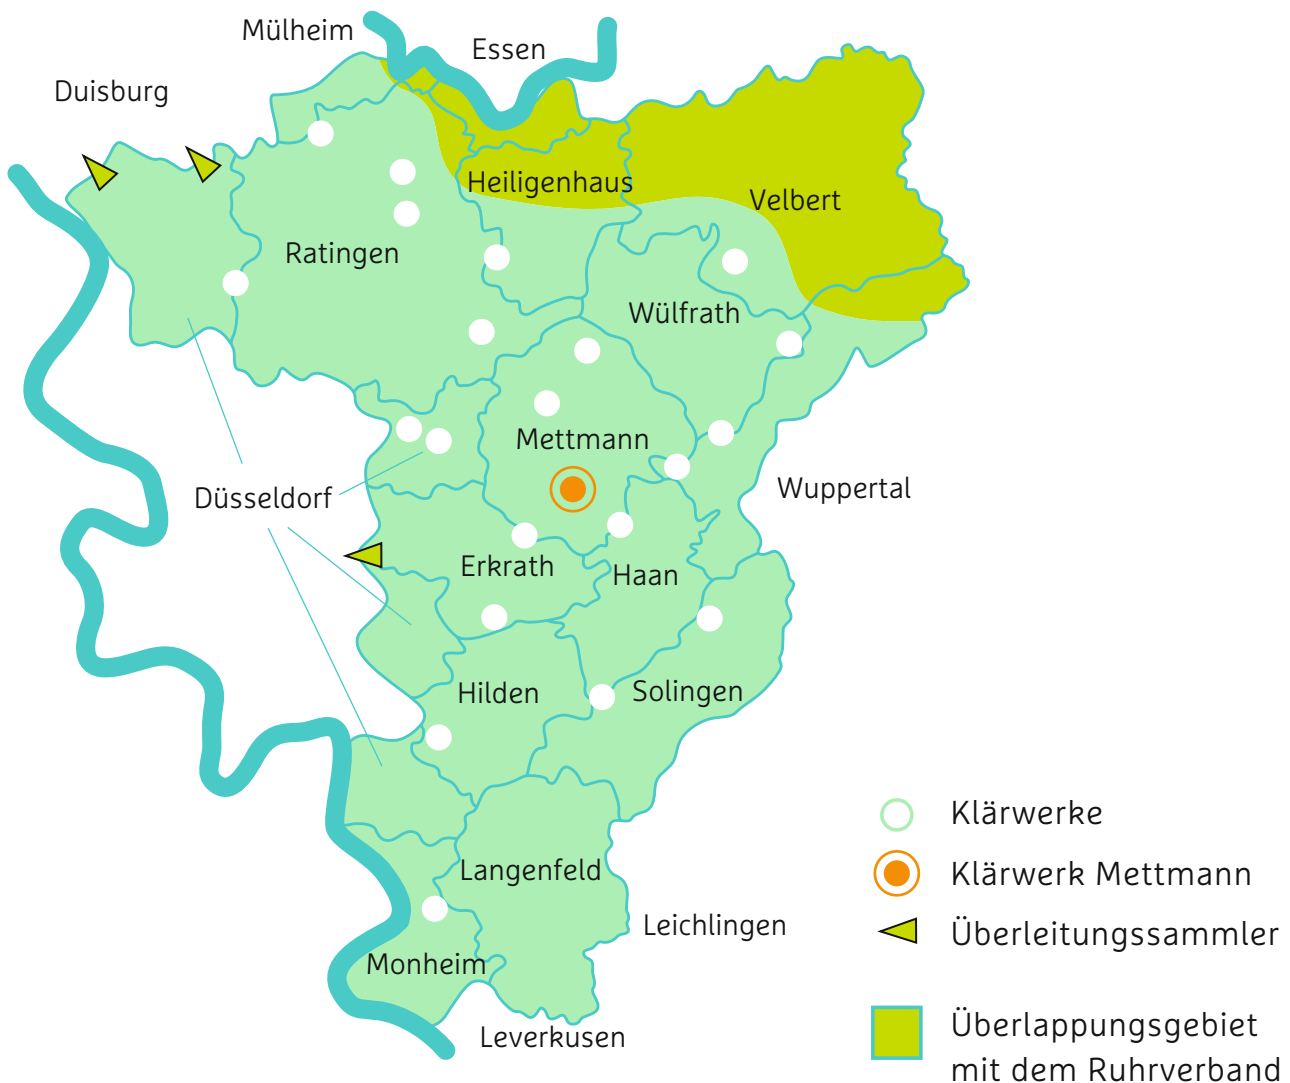 Mülheim
Essen
Duisburg
Heiligenhaus
Velbert
Ratingen
Wülfrath
Mettmann
Wuppertal
Düsseldorf
Erkrath
Haan
Hilden
Solingen
Langenfeld
Leichlingen
Monheim
Leverkusen
Klärwerke
Klärwerk Mettmann
Überleitungssammler
Überlappungsgebiet
mit dem Ruhrverband